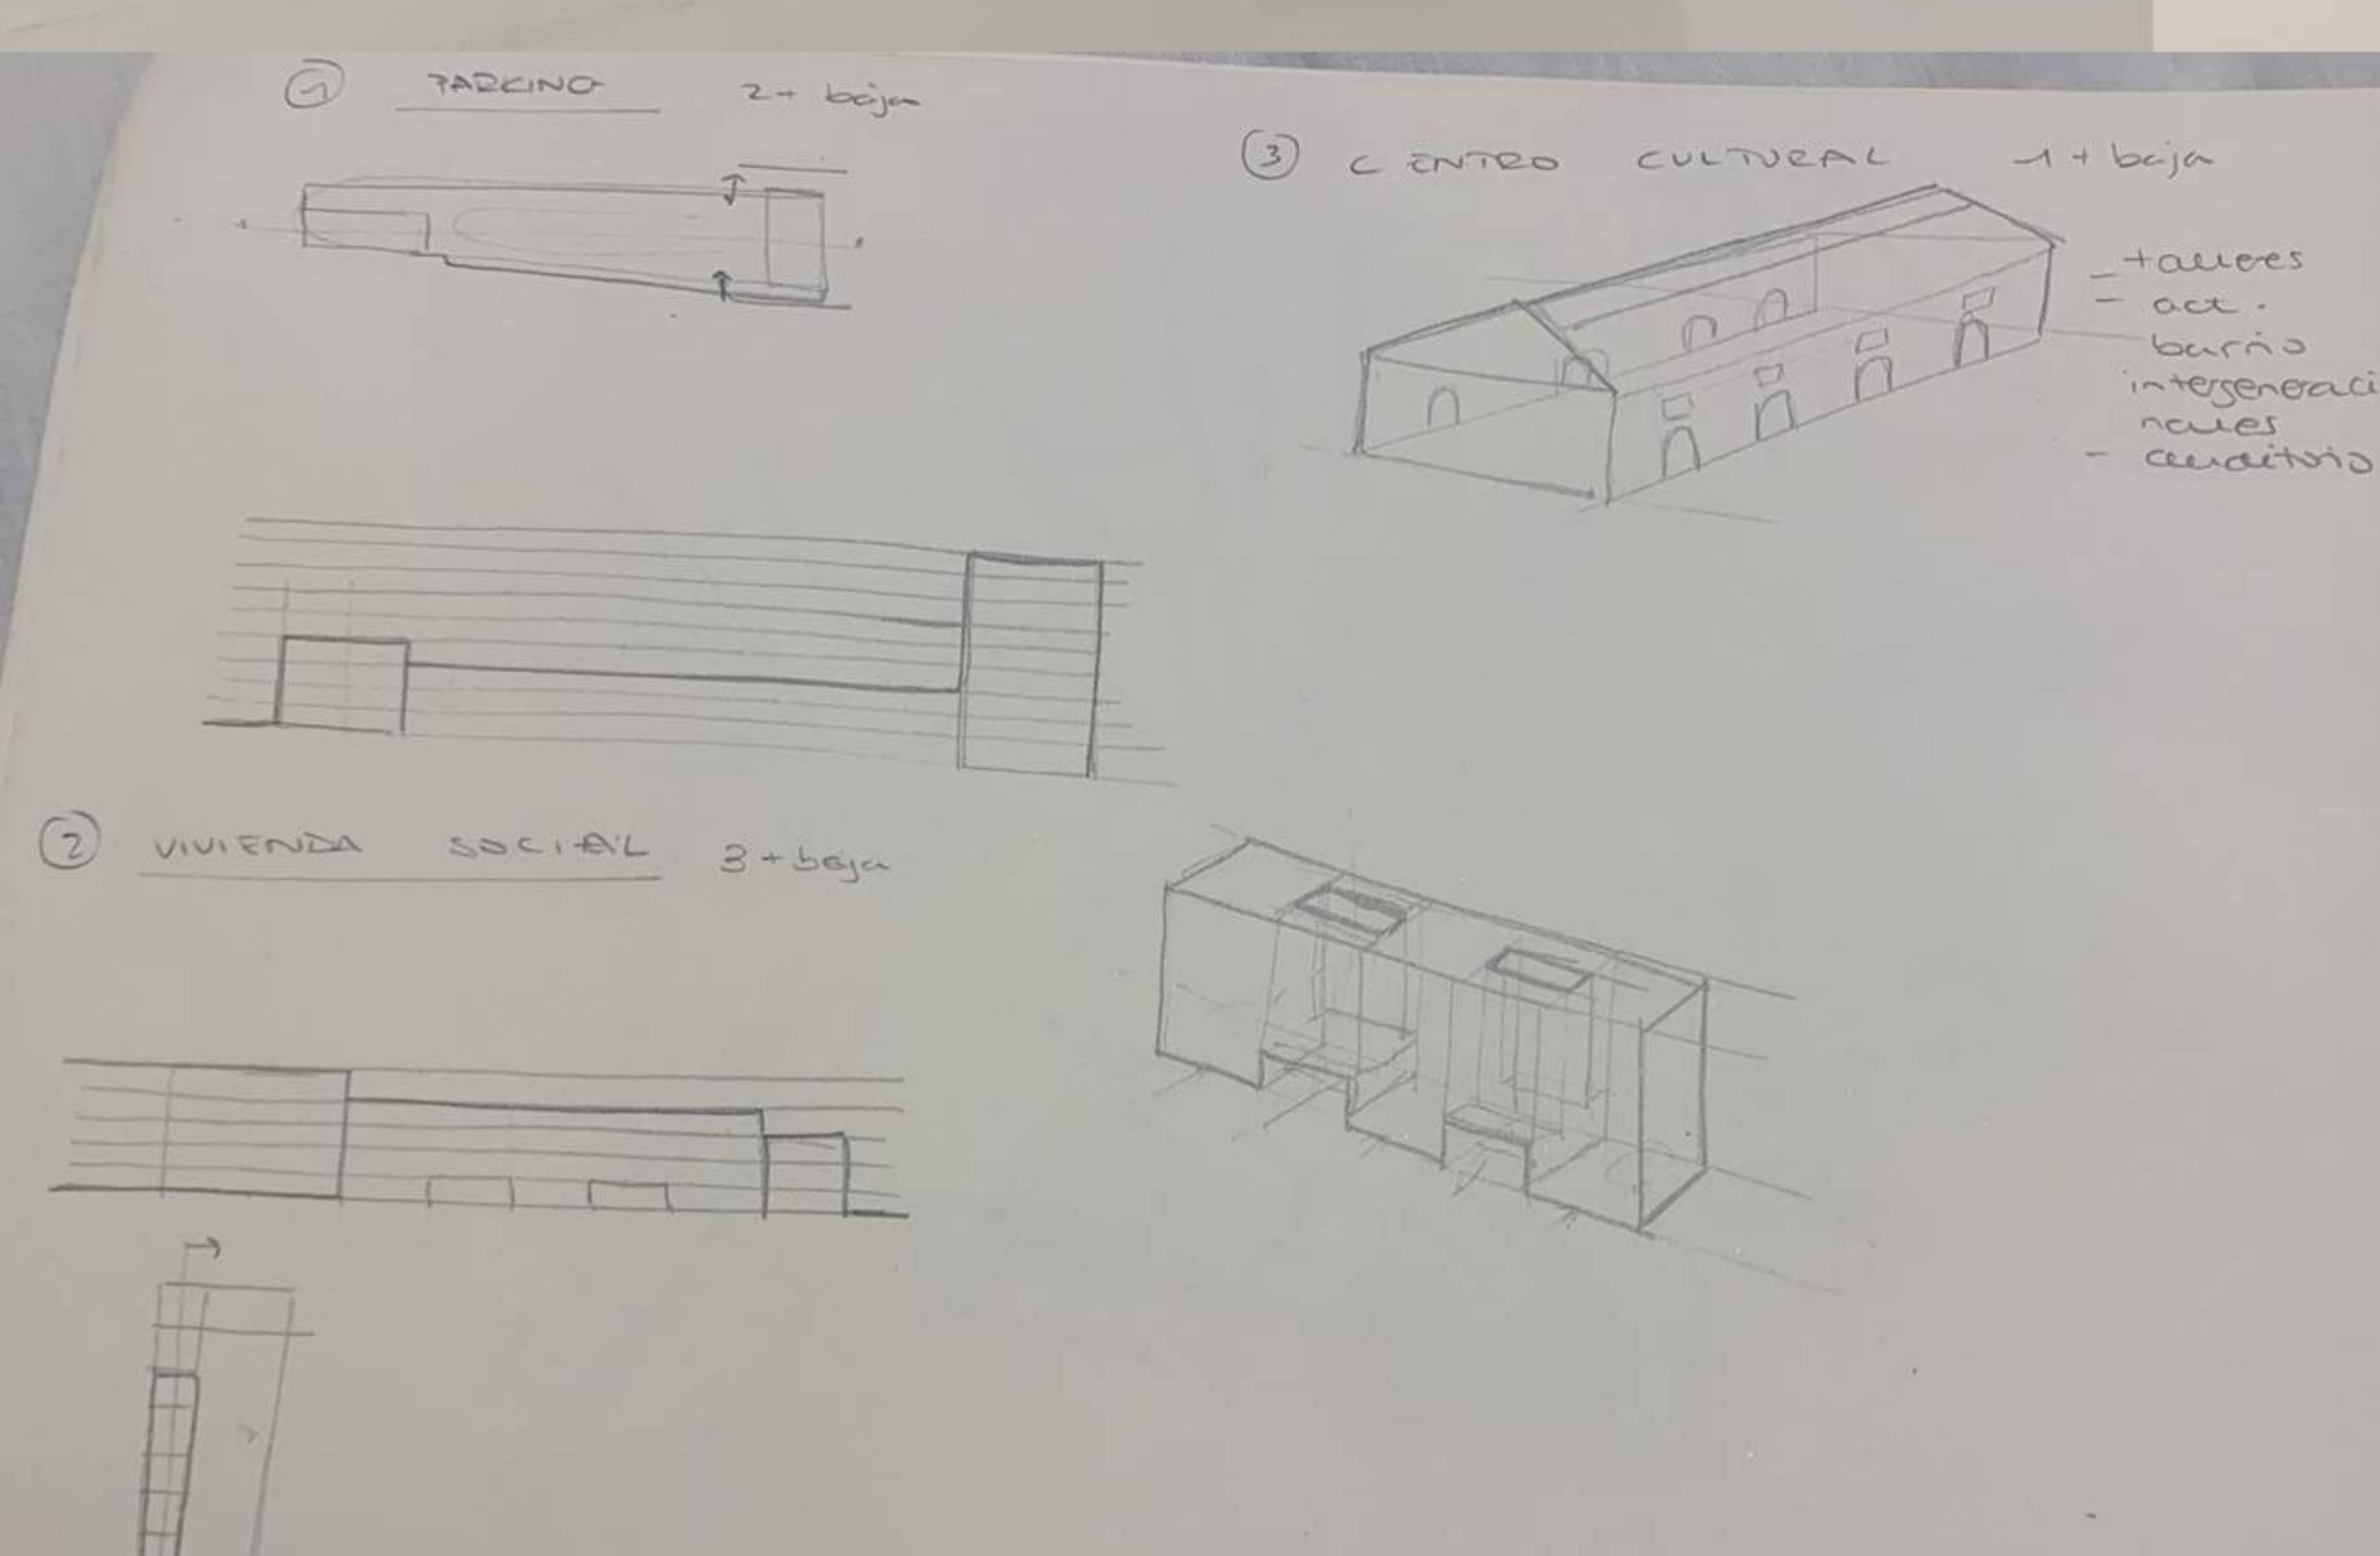 1 PARKING 2+ baja
3 CENTRO CULTURAL 1 + baja
- talleres
- act.
barrio
intergeneraci
nales
- auditorio
2 VIVIENDA SOCIAL 3+baja